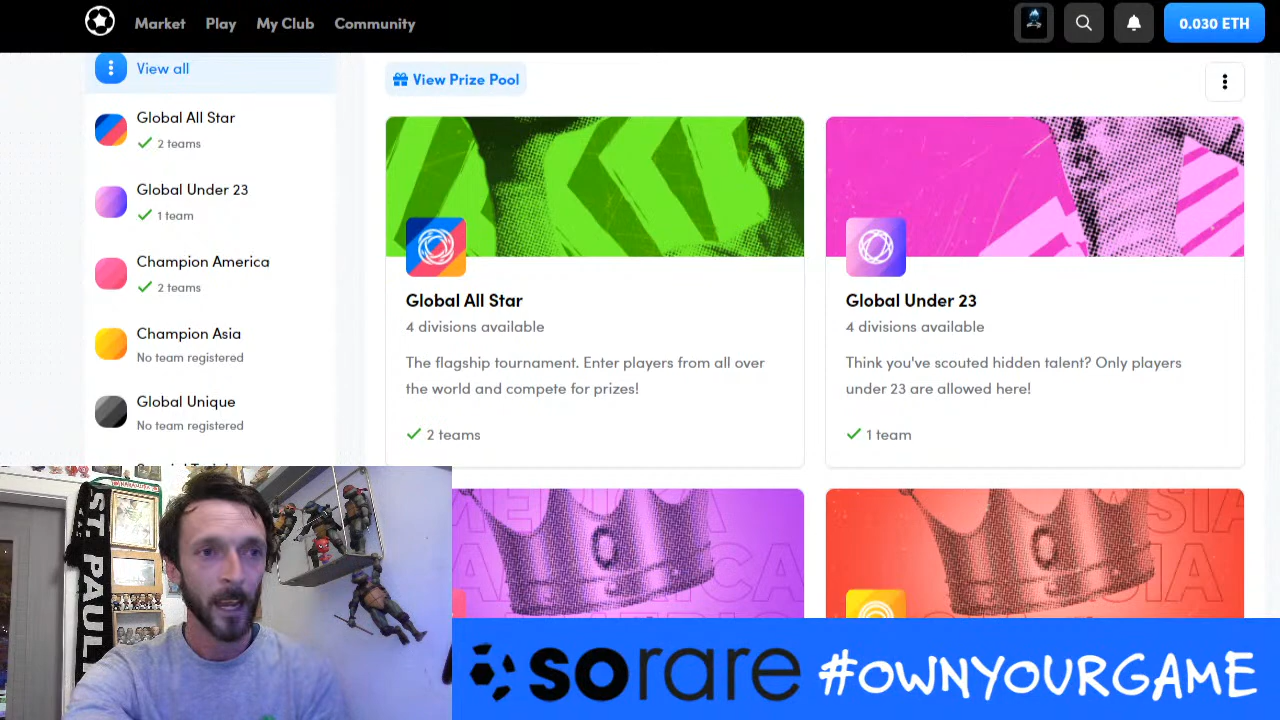 Market Play My Club Community
0.030 ETH
View all
Global All Star
2 teams
Global Under 23
1 team
Champion America
2 teams
Champion Asia
No team registered
Global Unique
No team registered
View Prize Pool
Global All Star
4 divisions available
The flagship tournament. Enter players from all over
the world and compete for prizes!
2 teams
Global Under 23
4 divisions available
Think you've scouted hidden talent? Only players
under 23 are allowed here!
1 team
ST. PAULI
sorare #OWNYOURGAME